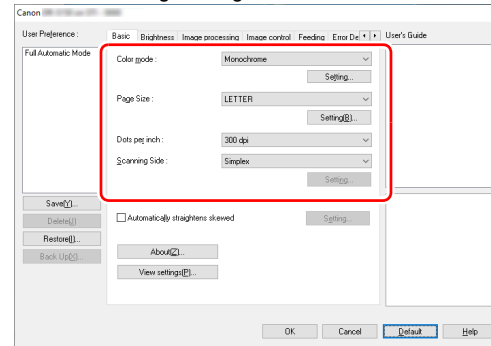 Canon
User Preference :
Full Automatic Mode
Basic Brightness Image processing Image control Feeding Error De
User's Guide
Color mode : Monochrome
Setting...
Page Size : LETTER
Setting[B]...
Dots per inch : 300 dpi
Scanning Side : Simplex
Setting...
Save[Y]...
Delete[J]
Restore[I]...
Back Up[X]...
Automatically straightens skewed
Setting...
About[Z]...
View settings[P]...
OK Cancel Default Help